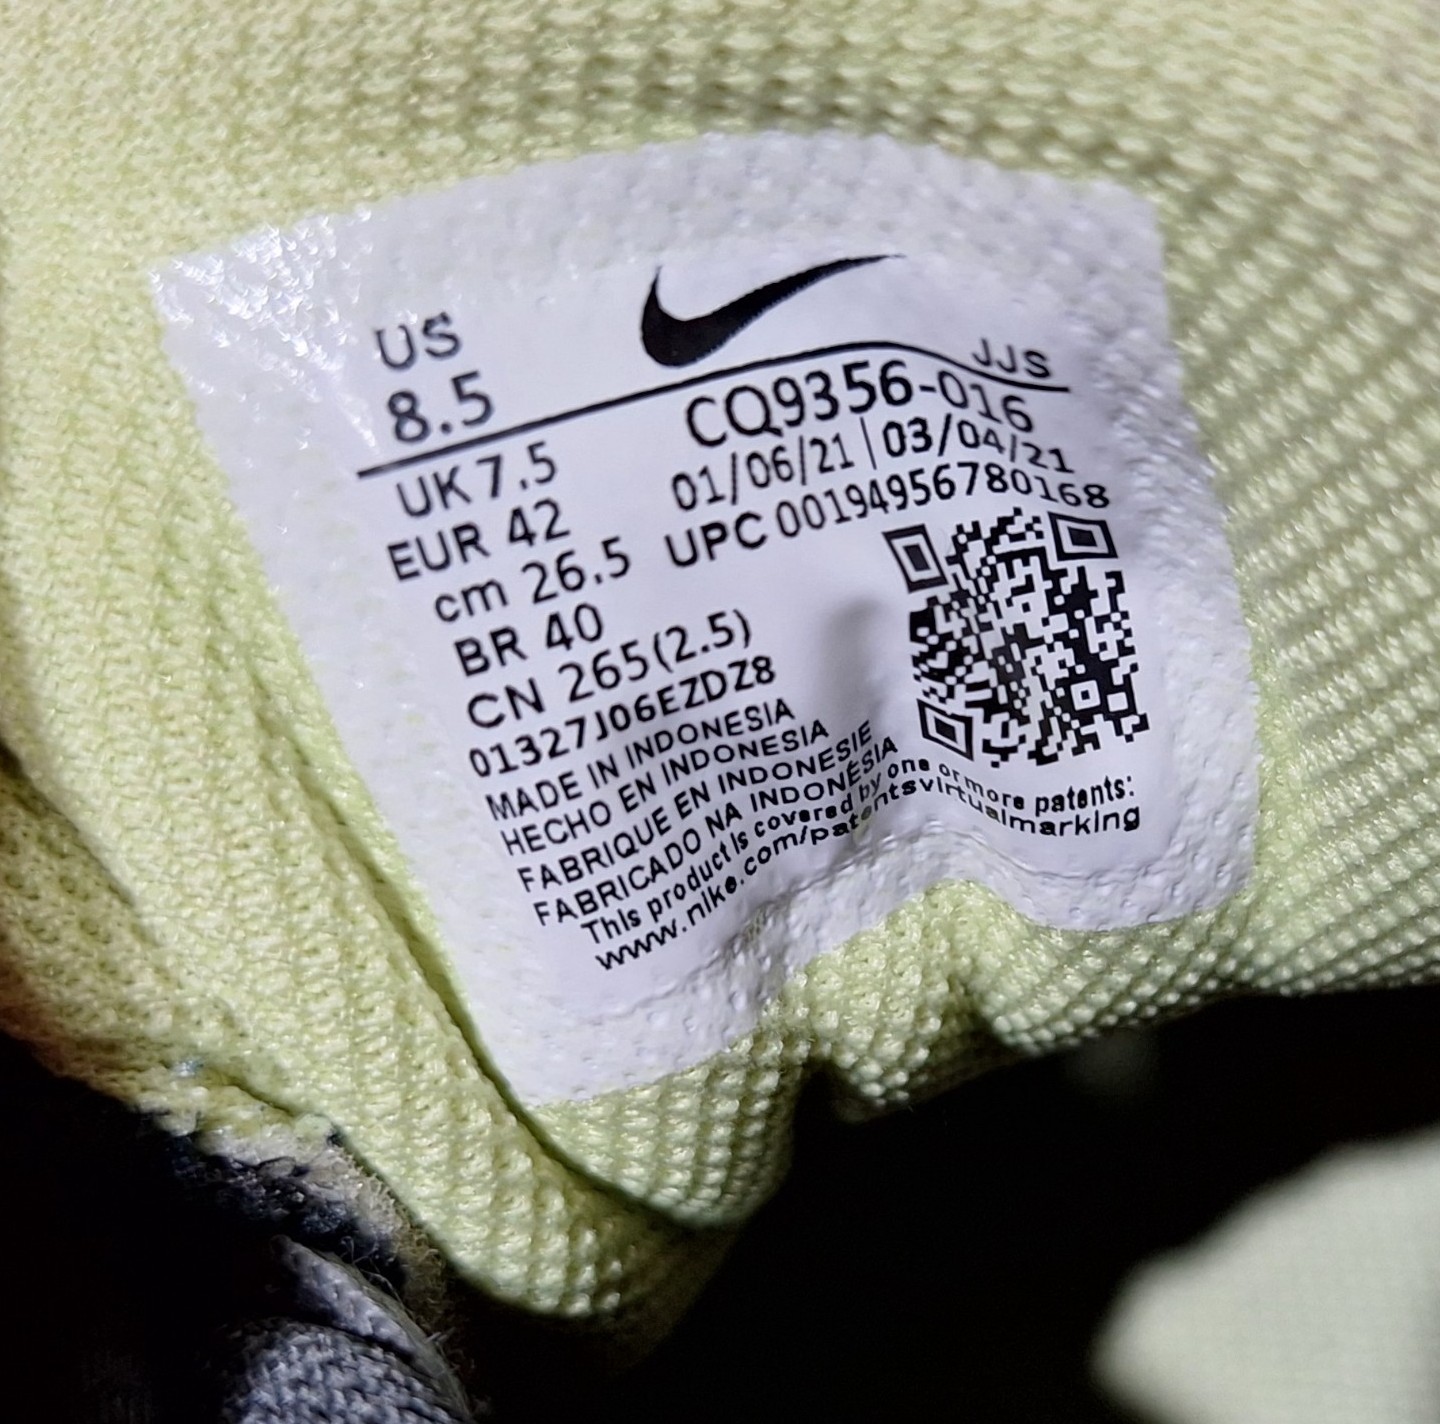 US
8.5
JJS
UK 7.5
CQ9356-016
EUR 42
01/06/21 | 03/04/21
cm 26.5
UPC 00194956780168
BR 40
CN 265(2.5)
01327J06EZDZ8
MADE IN INDONESIA
HECHO EN INDONESIA
FABRIQUE EN INDONESIE
FABRICADO NA INDONÉSIA
This product is covered by one or more patents:
www.nike.com/patentsvirtualmarking